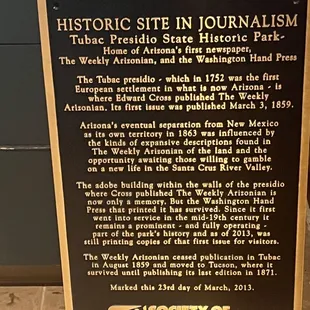 HISTORIC SITE IN JOURNALISM
Tubac Presidio State Historic Park-
Home of Arizona's first newspaper,
The Weekly Arizonian, and the Washington Hand Press
The Tubac presidio - which in 1752 was the first
European settlement in what is now Arizona - is
where Edward Cross published The Weekly
Arizonian. Its first issue was published March 3, 1859.
Arizona's eventual separation from New Mexico
as its own territory in 1863 was influenced by
the kinds of expansive descriptions found in
The Weekly Arizonian of the land and the
opportunity awaiting those willing to gamble
on a new life in the Santa Cruz River Valley.
The adobe building within the walls of the presidio
where Cross published The Weekly Arizonian is
now only a memory. But the Washington Hand
Press that printed it has survived. Since it first
went into service in the mid-19th century it
remains a prominent - and fully operating -
part of the park's history and as of 2013, was
still printing copies of that first issue for visitors.
The Weekly Arizonian ceased publication in Tubac
in August 1859 and moved to Tucson, where it
survived until publishing its last edition in 1871.
Marked this 23rd day of March, 2013.
SOCIETY OF